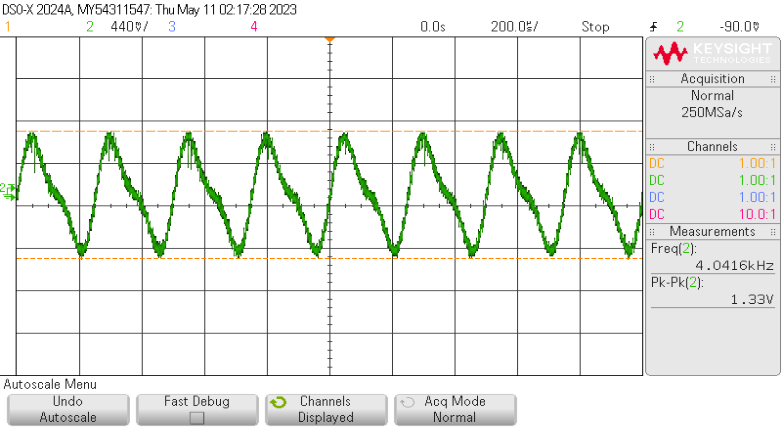 DSO-X 2024A, MY54311547: Thu May 11 02:17:28 2023
1 2 440mV/ 3 4 0.0s 200.0us/ Stop 2 -90.0mV
KEYSIGHT
TECHNOLOGIES
Acquisition
Normal
250MSa/s
Channels
DC 1.00:1
DC 1.00:1
DC 1.00:1
DC 10.0:1
Measurements
Freq(2):
4.0416kHz
Pk-Pk(2):
1.33V
2
Autoscale Menu
Undo
Autoscale
Fast Debug
Channels
Displayed
Acq Mode
Normal